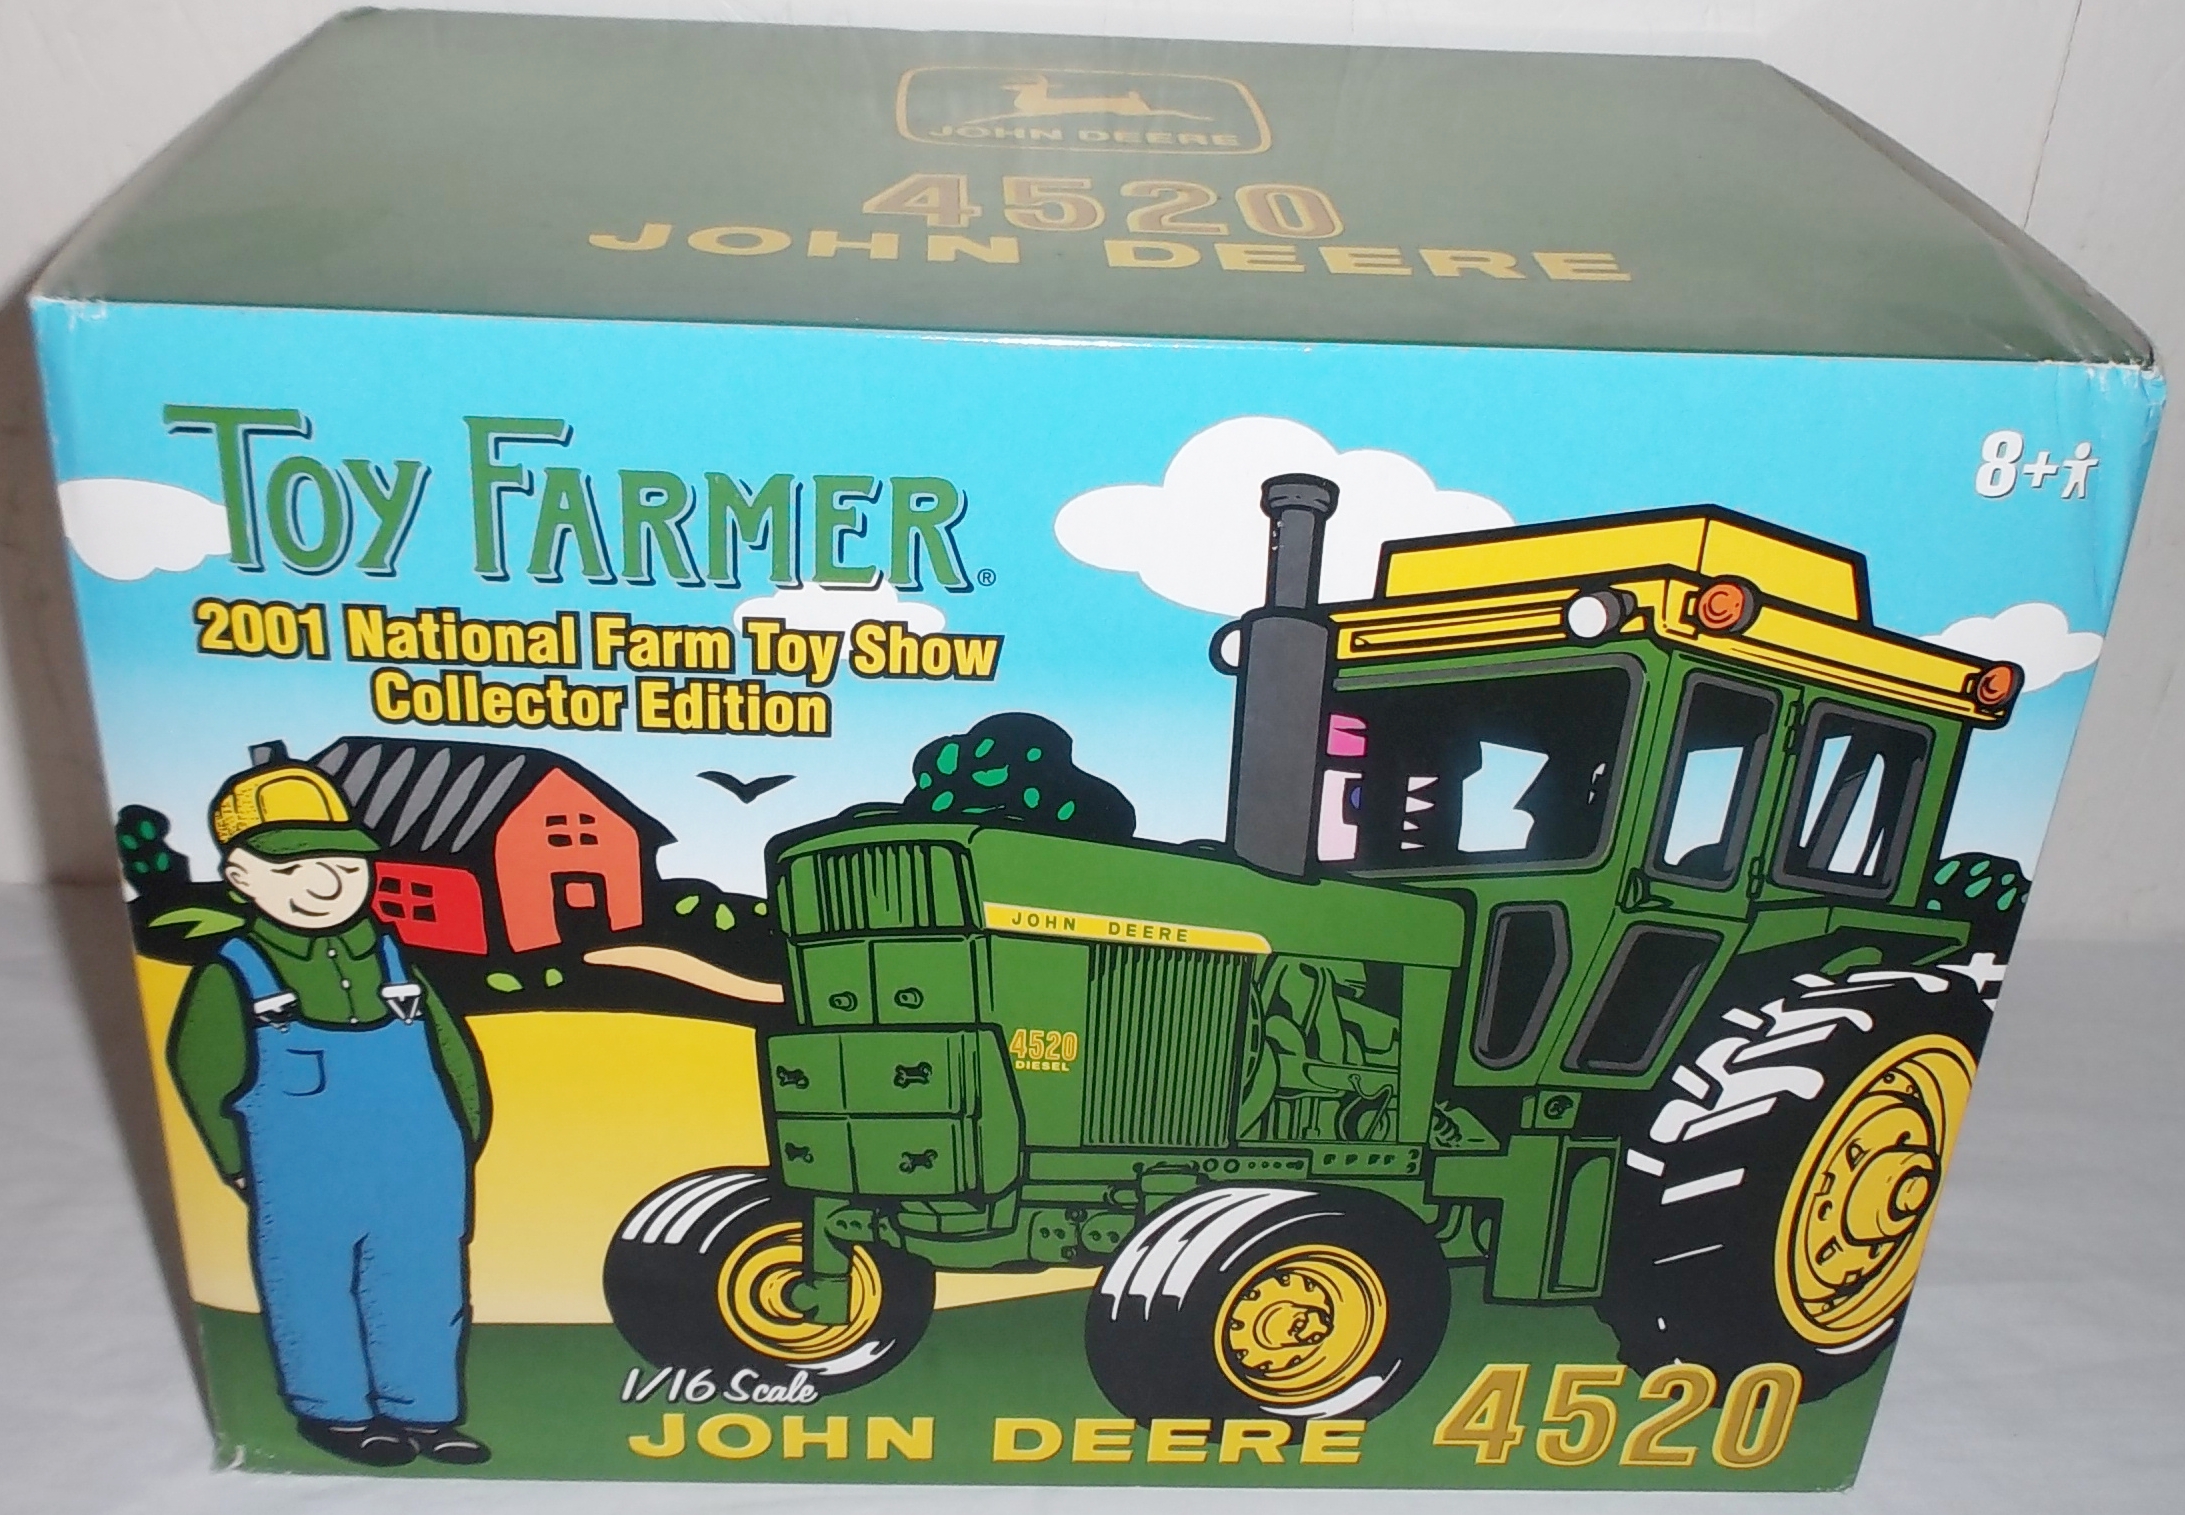 JOHN DEERE
4520
JOHN DEERE
TOY FARMER®
8+
2001 National Farm Toy Show
Collector Edition
JOHN DEERE
4520
DIESEL
1/16 Scale
JOHN DEERE 4520